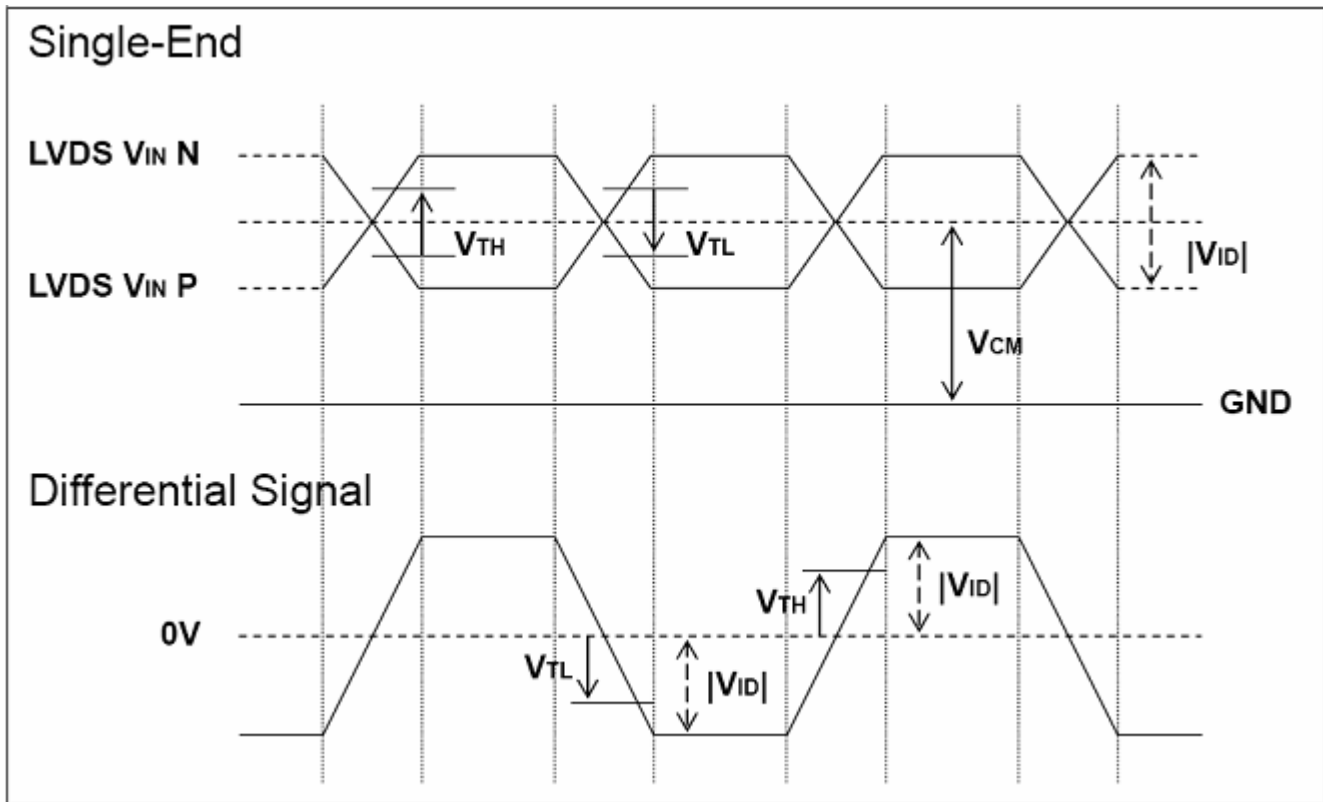 Single-End
LVDS VIN N
VTH
VTL
|VID|
LVDS VIN P
VCM
GND
Differential Signal
VTH
|VID|
0V
VTL
|VID|